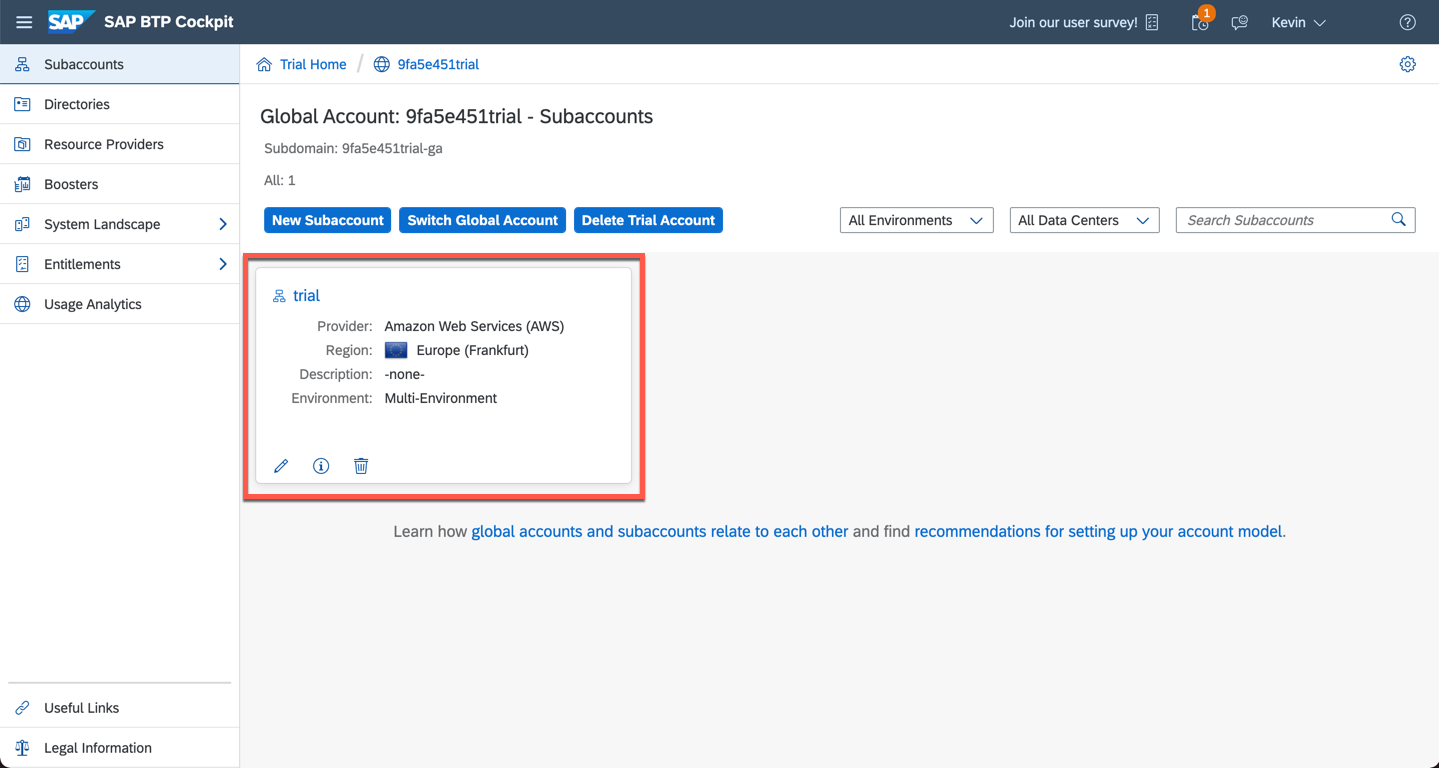 SAP SAP BTP Cockpit
Join our user survey!
1
Kevin
Subaccounts
Directories
Resource Providers
Boosters
System Landscape
Entitlements
Usage Analytics
Useful Links
Legal Information
Trial Home / 9fa5e451trial
Global Account: 9fa5e451trial - Subaccounts
Subdomain: 9fa5e451trial-ga
All: 1
New Subaccount Switch Global Account Delete Trial Account All Environments All Data Centers Search Subaccounts
trial
Provider: Amazon Web Services (AWS)
Region: Europe (Frankfurt)
Description: -none-
Environment: Multi-Environment
Learn how global accounts and subaccounts relate to each other and find recommendations for setting up your account model.